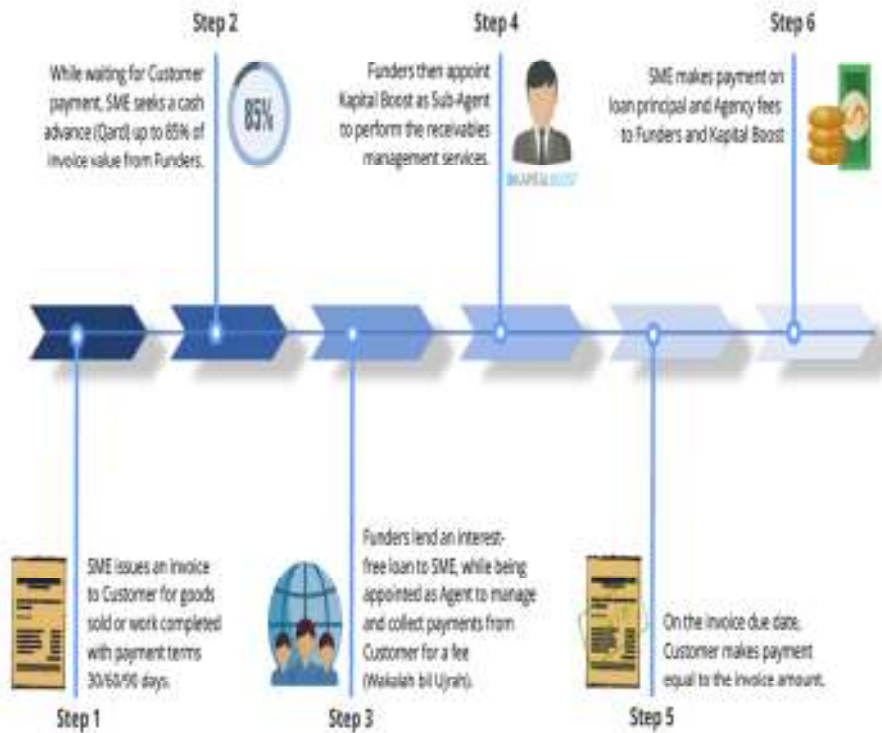 Step 2
While waiting for Customer
payment, SME seeks a cash
advance (Qard) up to 85% of
invoice value from Funders.
85%
Step 4
Funders then appoint
Kapital Boost as Sub-Agent
to perform the receivables
management services.
KAPITALBOOST
Step 6
SME makes payment on
loan principal and Agency fees
to Funders and Kapital Boost
SME issues an invoice
to Customer for goods
sold or work completed
with payment terms
30/60/90 days.
Step 1
Funders lend an interest-
free loan to SME, while being
appointed as Agent to manage
and collect payments from
Customer for a fee
(Wakalah bil Ujrah).
Step 3
On the invoice due date,
Customer makes payment
equal to the invoice amount.
Step 5